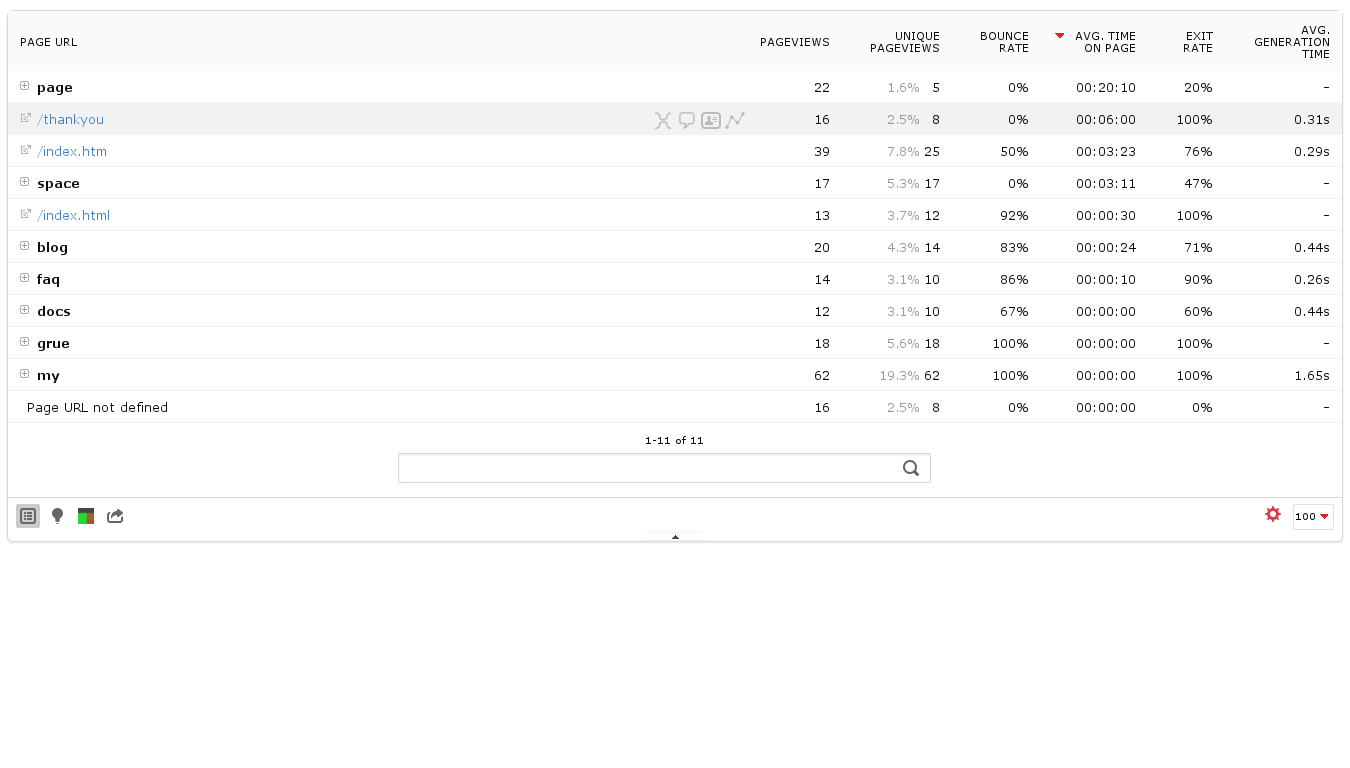 PAGE URL PAGEVIEWS UNIQUE PAGEVIEWS BOUNCE RATE AVG. TIME ON PAGE EXIT RATE AVG. GENERATION TIME
page 22 1.6% 5 0% 00:20:10 20% -
/thankyou 16 2.5% 8 0% 00:06:00 100% 0.31s
/index.htm 39 7.8% 25 50% 00:03:23 76% 0.29s
space 17 5.3% 17 0% 00:03:11 47% -
/index.html 13 3.7% 12 92% 00:00:30 100% -
blog 20 4.3% 14 83% 00:00:24 71% 0.44s
faq 14 3.1% 10 86% 00:00:10 90% 0.26s
docs 12 3.1% 10 67% 00:00:00 60% 0.44s
grue 18 5.6% 18 100% 00:00:00 100% -
my 62 19.3% 62 100% 00:00:00 100% 1.65s
Page URL not defined 16 2.5% 8 0% 00:00:00 0% -
1-11 of 11
100